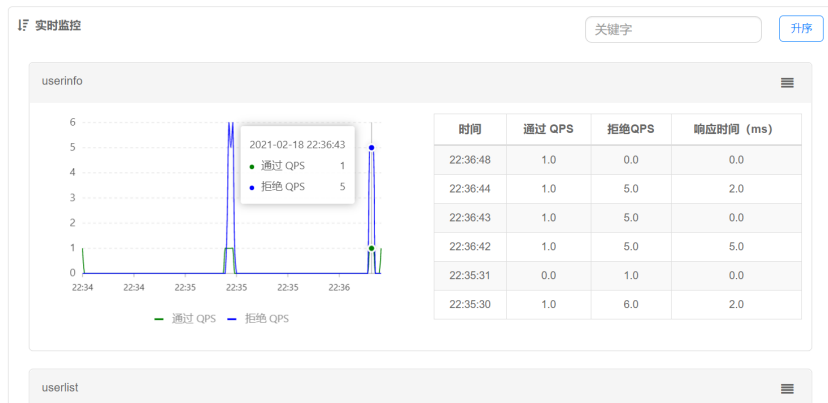 实时监控
关键字
升序
userinfo
6
5
4
3
2
1
0
22:34 22:34 22:35 22:35 22:35 22:36
2021-02-18 22:36:43
通过 QPS 1
拒绝 QPS 5
通过 QPS 拒绝 QPS
时间 通过 QPS 拒绝QPS 响应时间（ms）
22:36:48 1.0 0.0 0.0
22:36:44 1.0 5.0 2.0
22:36:43 1.0 5.0 0.0
22:36:42 1.0 5.0 5.0
22:35:31 0.0 1.0 0.0
22:35:30 1.0 6.0 2.0
userlist